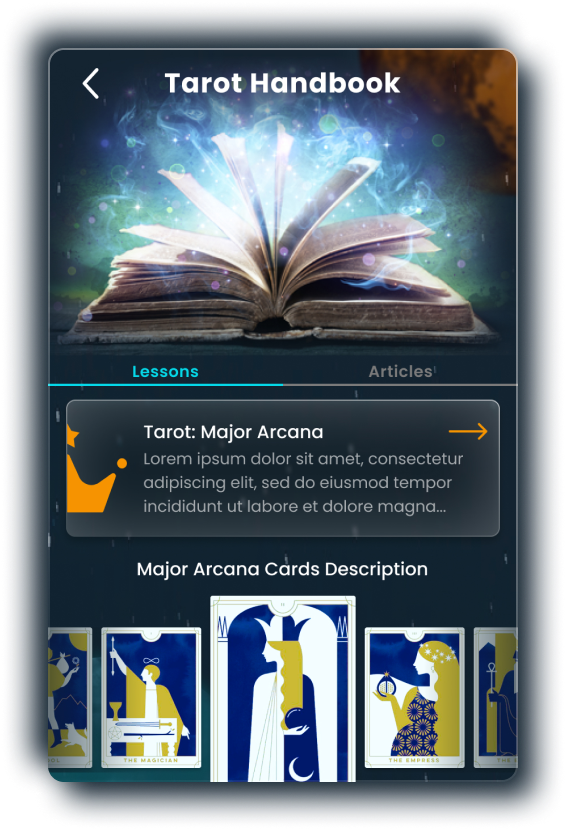 Tarot Handbook
Lessons
Articles
Tarot: Major Arcana
Lorem ipsum dolor sit amet, consectetur
adipiscing elit, sed do eiusmod tempor
incididunt ut labore et dolore magna...
Major Arcana Cards Description
THE MAGICIAN
THE EMPRESS